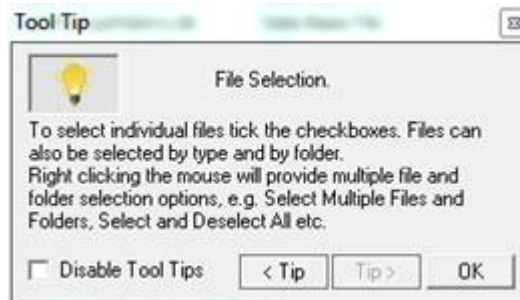 Tool Tip
File Selection.
To select individual files tick the checkboxes. Files can
also be selected by type and by folder.
Right clicking the mouse will provide multiple file and
folder selection options, e.g. Select Multiple Files and
Folders, Select and Deselect All etc.
Disable Tool Tips
< Tip
Tip >
OK